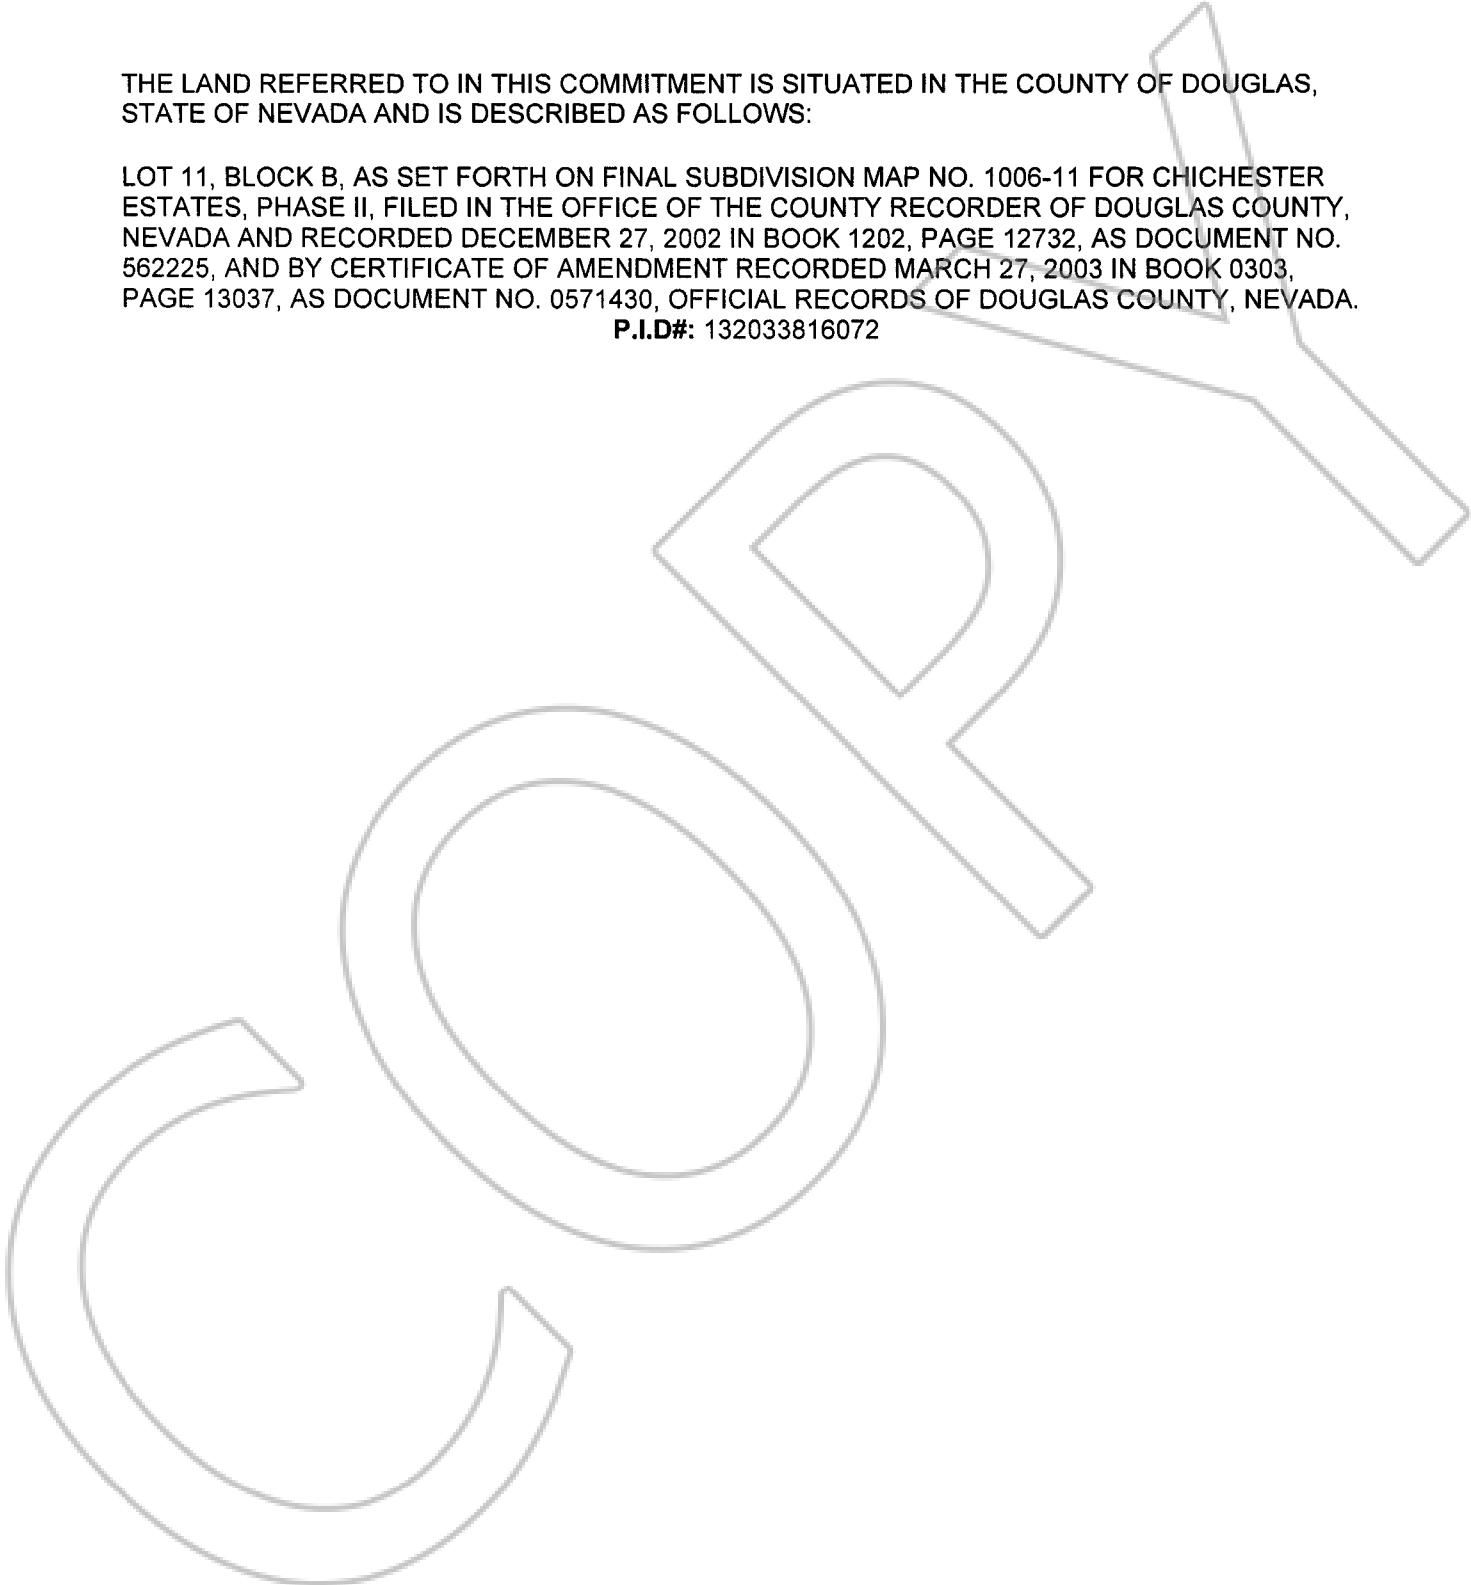 THE LAND REFERRED TO IN THIS COMMITMENT IS SITUATED IN THE COUNTY OF DOUGLAS,
STATE OF NEVADA AND IS DESCRIBED AS FOLLOWS:
LOT 11, BLOCK B, AS SET FORTH ON FINAL SUBDIVISION MAP NO. 1006-11 FOR CHICHESTER
ESTATES, PHASE II, FILED IN THE OFFICE OF THE COUNTY RECORDER OF DOUGLAS COUNTY,
NEVADA AND RECORDED DECEMBER 27, 2002 IN BOOK 1202, PAGE 12732, AS DOCUMENT NO.
562225, AND BY CERTIFICATE OF AMENDMENT RECORDED MARCH 27, 2003 IN BOOK 0303,
PAGE 13037, AS DOCUMENT NO. 0571430, OFFICIAL RECORDS OF DOUGLAS COUNTY, NEVADA.
P.I.D#: 132033816072
COPY